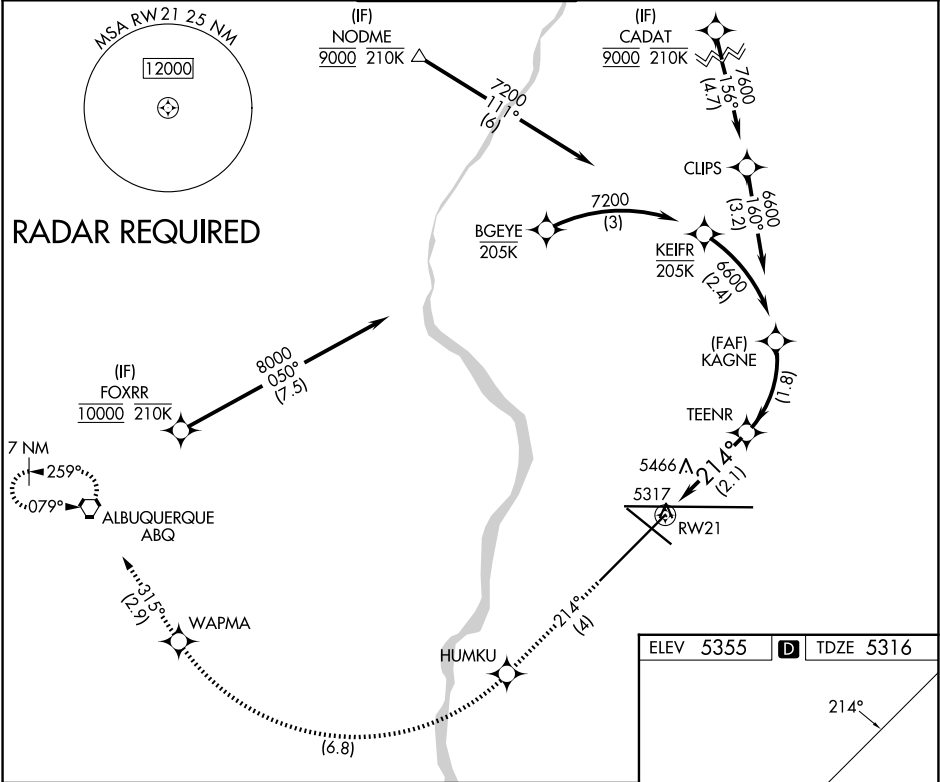 MSA RW21 25 NM
12000
(IF)
NODME
9000 210K
(IF)
CADAT
9000 210K
7200
111°
(6)
7600
156°
(4.7)
CLIPS
6600
160°
(3.2)
RADAR REQUIRED
BGEYE
205K
7200
(3)
KEIFR
205K
6600
(2.4)
(FAF)
KAGNE
(1.8)
(IF)
FOXRR
10000 210K
8000
050°
(7.5)
TEENR
214°
(2.1)
5466
5317
RW21
7 NM
259°
079°
ALBUQUERQUE
ABQ
315°
(2.9)
WAPMA
214°
(4)
HUMKU
(6.8)
ELEV 5355 D TDZE 5316
214°